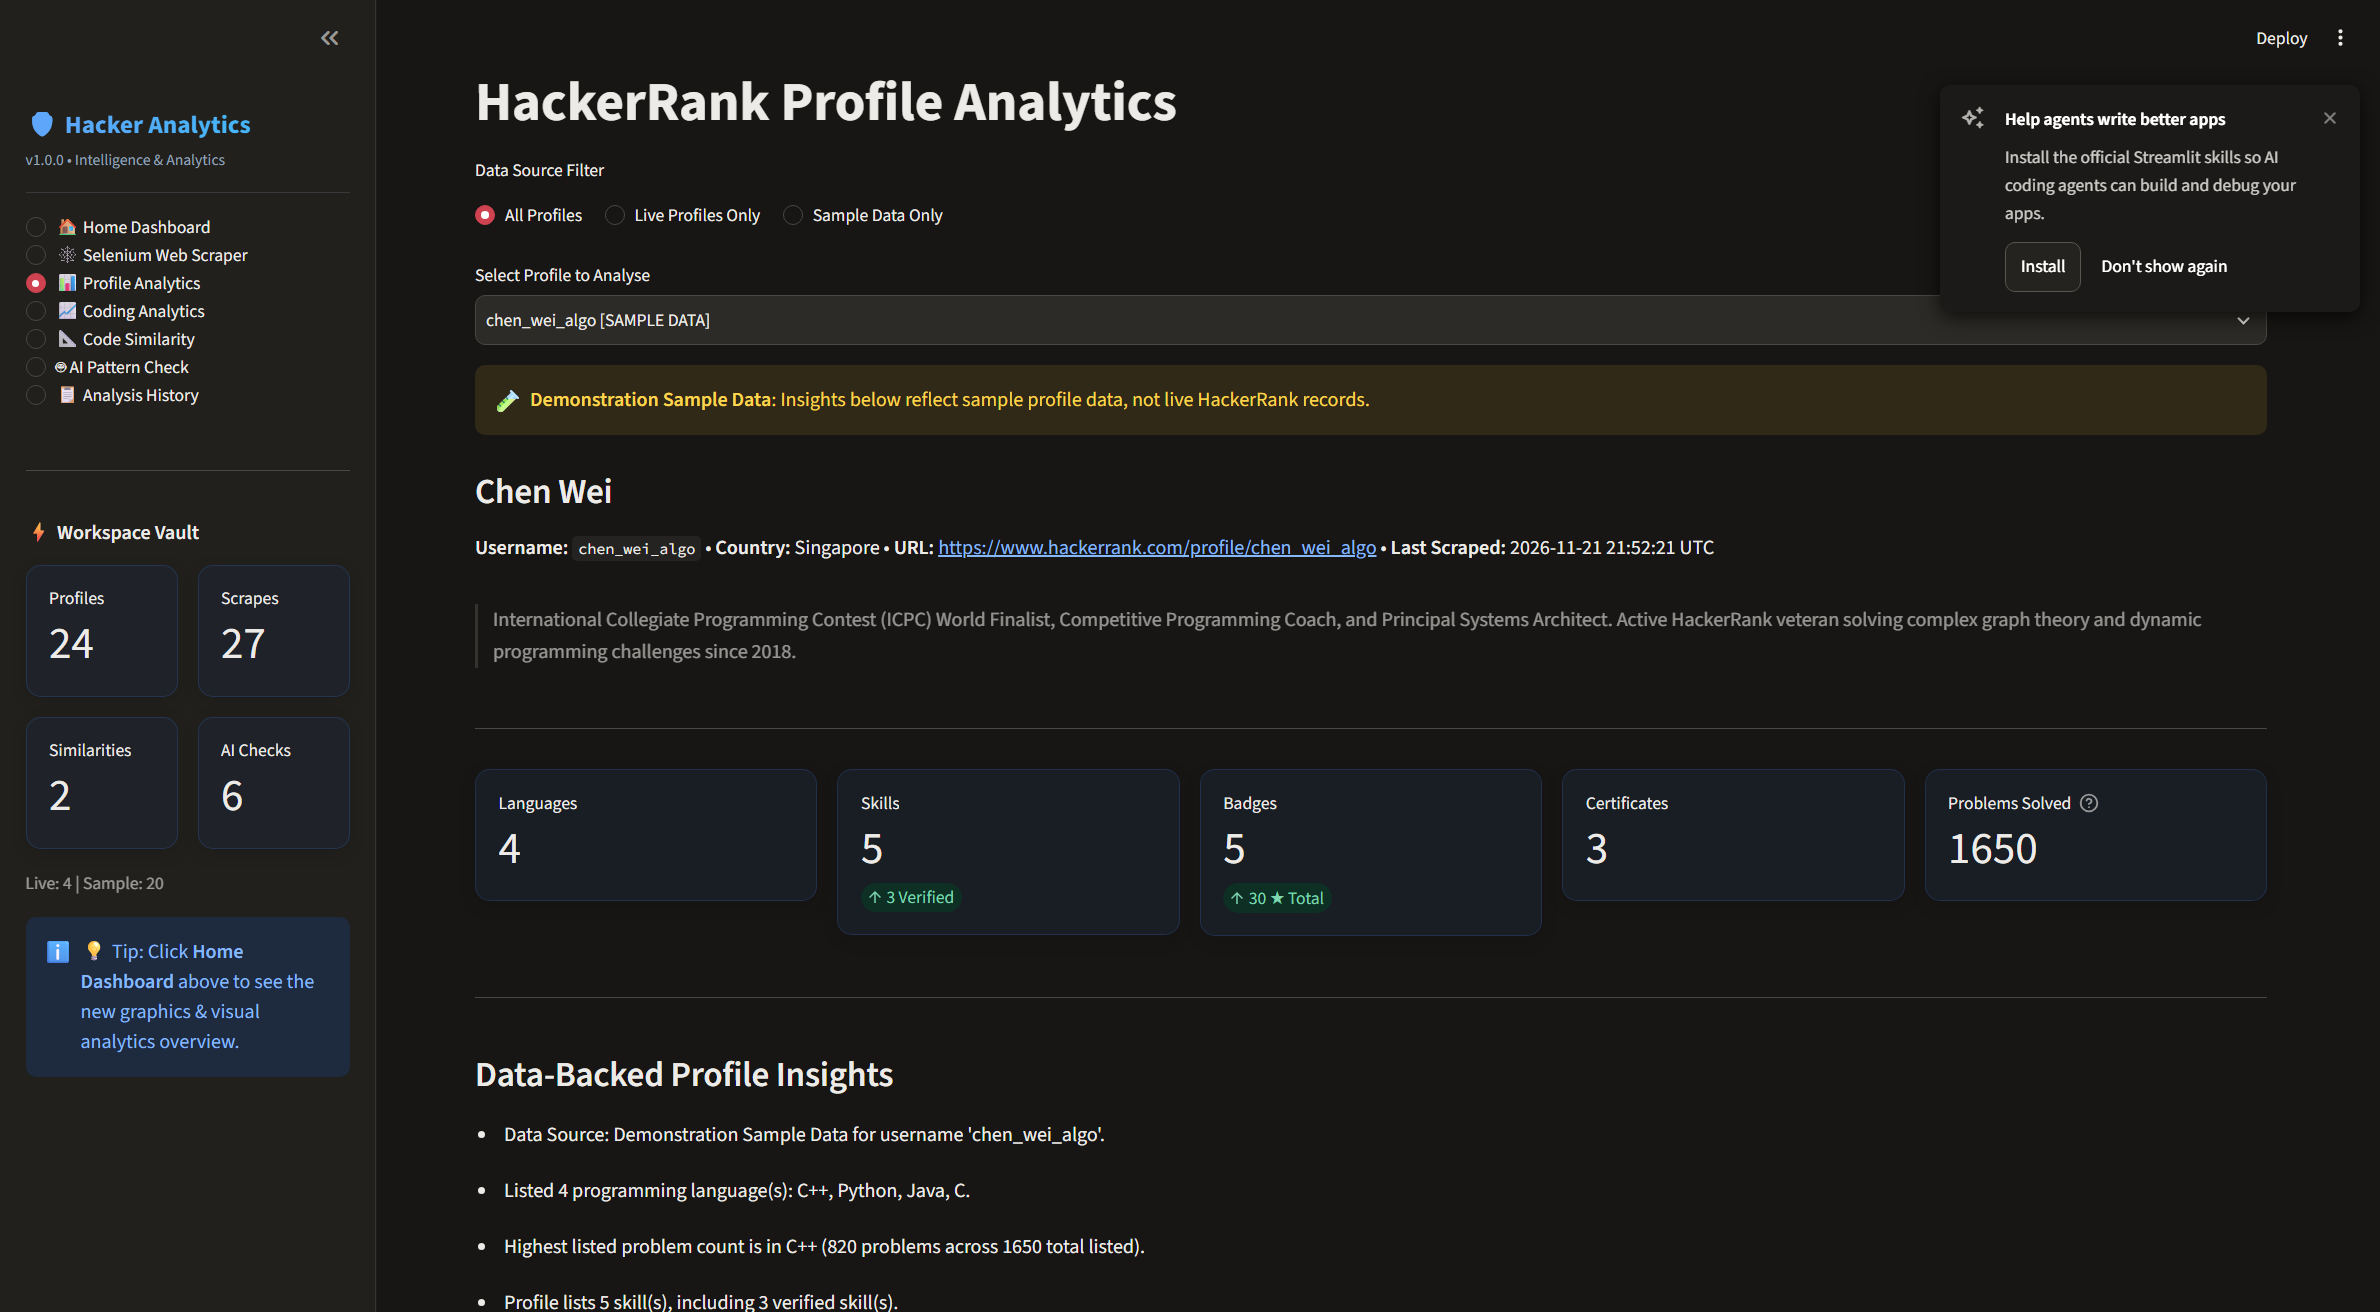 Deploy
Hacker Analytics
v1.0.0 • Intelligence & Analytics
Home Dashboard
Selenium Web Scraper
Profile Analytics
Coding Analytics
Code Similarity
AI Pattern Check
Analysis History
Workspace Vault
Profiles
24
Scrapes
27
Similarities
2
AI Checks
6
Live: 4 | Sample: 20
Tip: Click Home
Dashboard above to see the
new graphics & visual
analytics overview.
HackerRank Profile Analytics
Data Source Filter
All Profiles Live Profiles Only Sample Data Only
Select Profile to Analyse
chen_wei_algo [SAMPLE DATA]
Help agents write better apps
Install the official Streamlit skills so AI
coding agents can build and debug your
apps.
Install Don't show again
Demonstration Sample Data: Insights below reflect sample profile data, not live HackerRank records.
Chen Wei
Username: chen_wei_algo • Country: Singapore • URL: https://www.hackerrank.com/profile/chen_wei_algo • Last Scraped: 2026-11-21 21:52:21 UTC
International Collegiate Programming Contest (ICPC) World Finalist, Competitive Programming Coach, and Principal Systems Architect. Active HackerRank veteran solving complex graph theory and dynamic
programming challenges since 2018.
Languages
4
Skills
5
↑ 3 Verified
Badges
5
↑ 30 ★ Total
Certificates
3
Problems Solved
1650
Data-Backed Profile Insights
• Data Source: Demonstration Sample Data for username 'chen_wei_algo'.
• Listed 4 programming language(s): C++, Python, Java, C.
• Highest listed problem count is in C++ (820 problems across 1650 total listed).
• Profile lists 5 skill(s), including 3 verified skill(s).